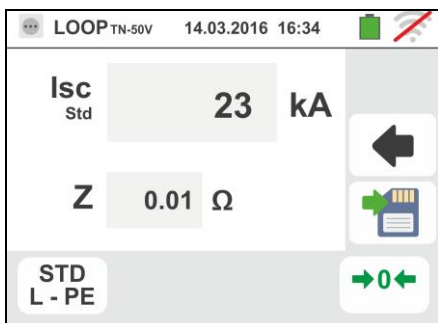 LOOP TN-50V 14.03.2016 16:34
Isc 23 kA
Std
Z 0.01 Ω
STD
L - PE
→0←